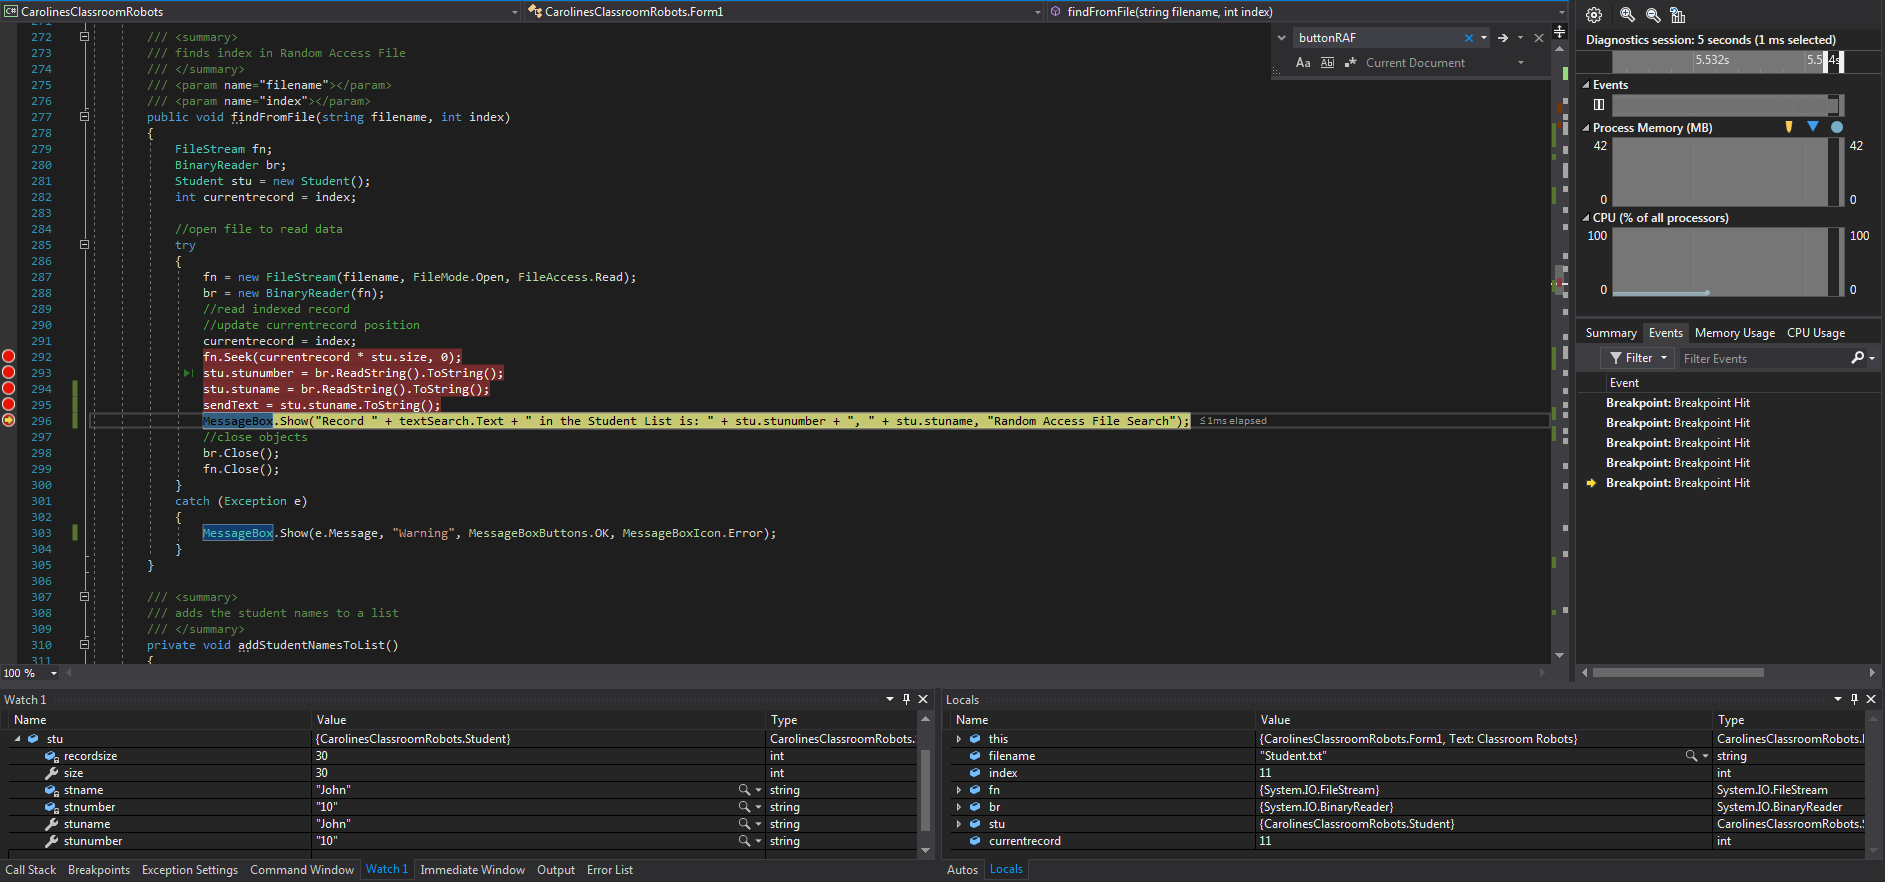 CarolinesClassroomRobots
CarolinesClassroomRobots.Form1
findFromFile(string filename, int index)
271
272 /// <summary>
273 /// finds index in Random Access File
274 /// </summary>
275 /// <param name="filename"></param>
276 /// <param name="index"></param>
277 public void findFromFile(string filename, int index)
278 {
279 FileStream fn;
280 BinaryReader br;
281 Student stu = new Student();
282 int currentrecord = index;
283
284 //open file to read data
285 try
286 {
287 fn = new FileStream(filename, FileMode.Open, FileAccess.Read);
288 br = new BinaryReader(fn);
289 //read indexed record
290 //update currentrecord position
291 currentrecord = index;
292 fn.Seek(currentrecord * stu.size, 0);
293 stu.stunumber = br.ReadString().ToString();
294 stu.stuname = br.ReadString().ToString();
295 sendText = stu.stuname.ToString();
296 MessageBox.Show("Record " + textSearch.Text + " in the Student List is: " + stu.stunumber + ", " + stu.stuname, "Random Access File Search"); ≤1ms elapsed
297 //close objects
298 br.Close();
299 fn.Close();
300 }
301 catch (Exception e)
302 {
303 MessageBox.Show(e.Message, "Warning", MessageBoxButtons.OK, MessageBoxIcon.Error);
304 }
305 }
306
307 /// <summary>
308 /// adds the student names to a list
309 /// </summary>
310 private void addStudentNamesToList()
311 {
100 %
buttonRAF
Aa Ab Current Document
Diagnostics session: 5 seconds (1 ms selected)
5.532s
Events
Process Memory (MB)
42 42
0 0
CPU (% of all processors)
100 100
0 0
Summary Events Memory Usage CPU Usage
Filter Filter Events
Event
Breakpoint: Breakpoint Hit
Breakpoint: Breakpoint Hit
Breakpoint: Breakpoint Hit
Breakpoint: Breakpoint Hit
Breakpoint: Breakpoint Hit
Watch 1
Name Value Type
stu {CarolinesClassroomRobots.Student} CarolinesClassroomRobots.
recordsize 30 int
size 30 int
stname "John" string
stnumber "10" string
stuname "John" string
stunumber "10" string
Call Stack Breakpoints Exception Settings Command Window Watch 1 Immediate Window Output Error List
Locals
Name Value Type
this {CarolinesClassroomRobots.Form1, Text: Classroom Robots} CarolinesClassroomRobots.
filename "Student.txt" string
index 11 int
fn {System.IO.FileStream} System.IO.FileStream
br {System.IO.BinaryReader} System.IO.BinaryReader
stu {CarolinesClassroomRobots.Student} CarolinesClassroomRobots.
currentrecord 11 int
Autos Locals